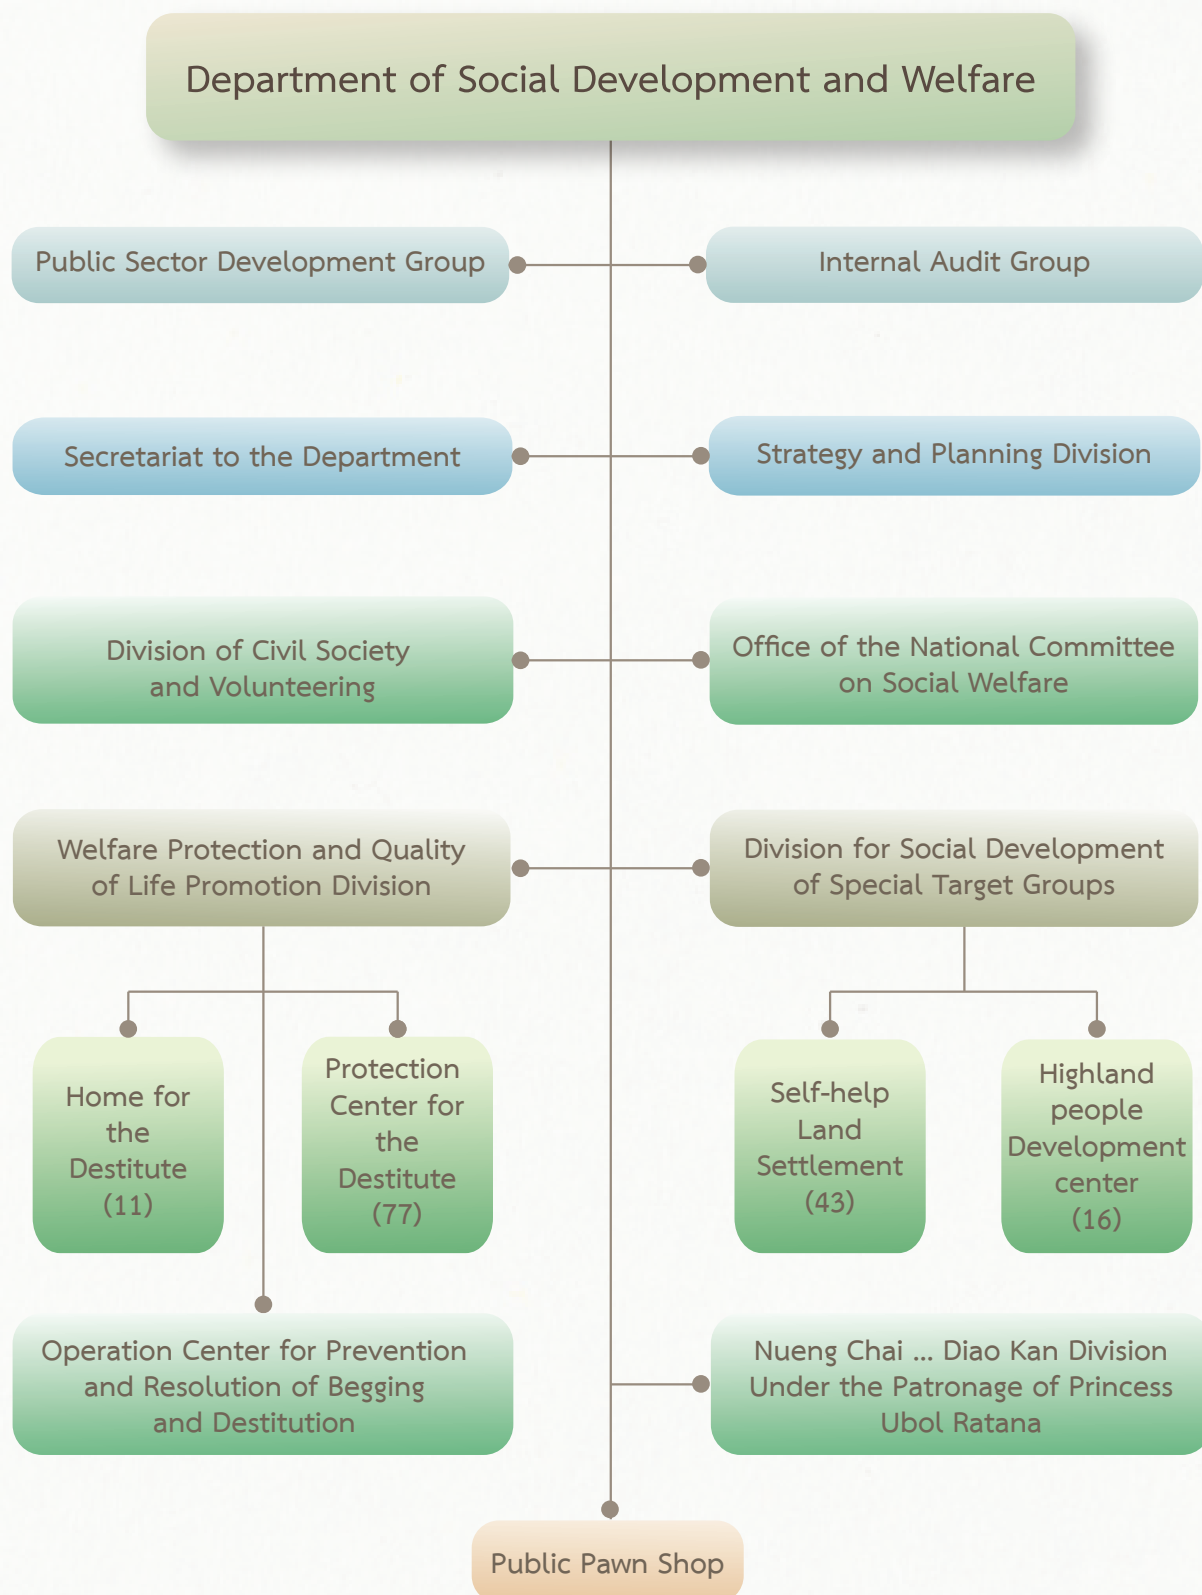 Department of Social Development and Welfare
Public Sector Development Group
Internal Audit Group
Secretariat to the Department
Strategy and Planning Division
Division of Civil Society
and Volunteering
Office of the National Committee
on Social Welfare
Welfare Protection and Quality
of Life Promotion Division
Division for Social Development
of Special Target Groups
Home for
the
Destitute
(11)
Protection
Center for
the
Destitute
(77)
Self-help
Land
Settlement
(43)
Highland
people
Development
center
(16)
Operation Center for Prevention
and Resolution of Begging
and Destitution
Nueng Chai ... Diao Kan Division
Under the Patronage of Princess
Ubol Ratana
Public Pawn Shop